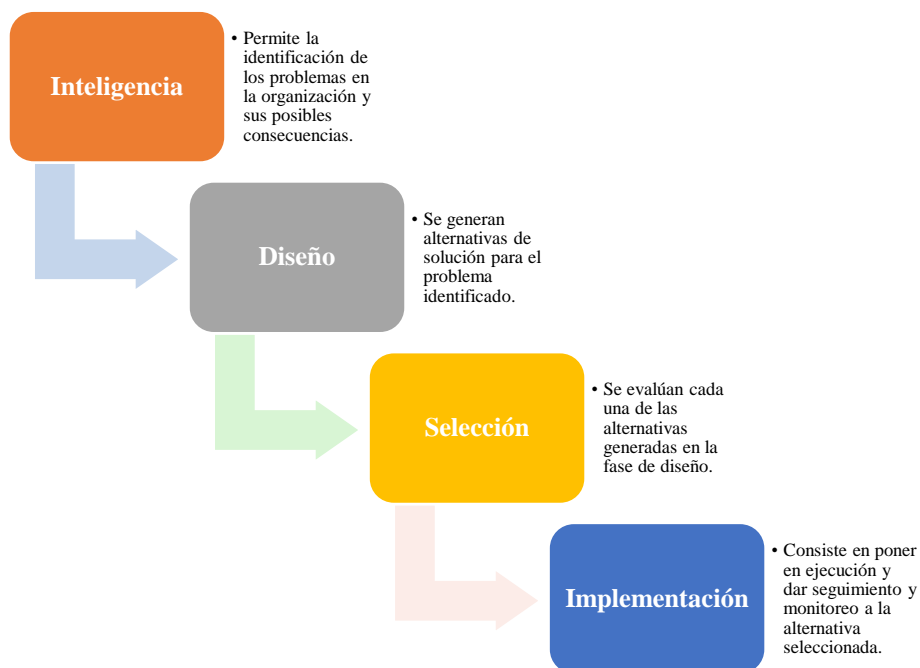 Inteligencia
• Permite la
identificación de
los problemas en
la organización y
sus posibles
consecuencias.
Diseño
• Se generan
alternativas de
solución para el
problema
identificado.
Selección
• Se evalúan cada
una de las
alternativas
generadas en la
fase de diseño.
Implementación
• Consiste en poner
en ejecución y
dar seguimiento y
monitoreo a la
alternativa
seleccionada.